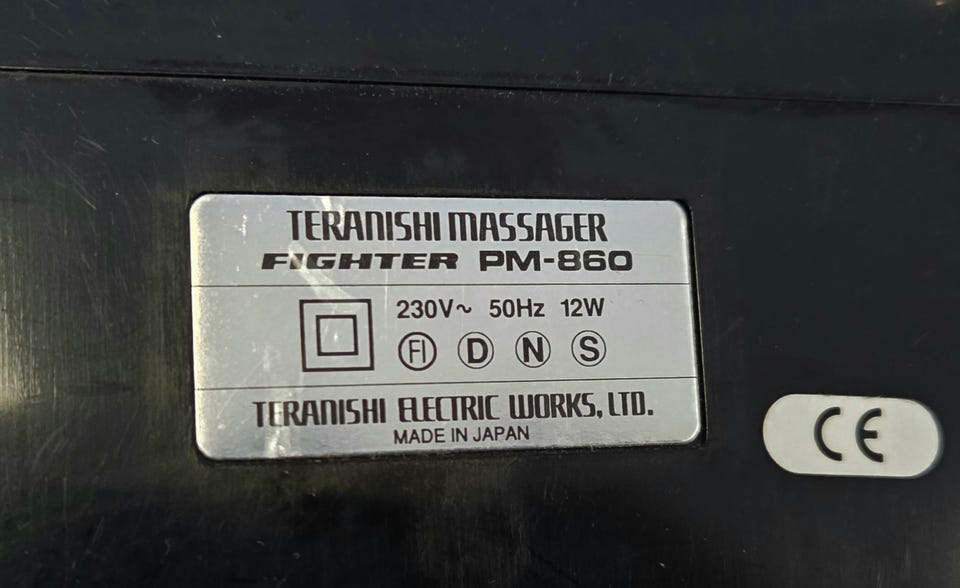 TERANISHI MASSAGER
FIGHTER PM-860
230V~ 50Hz 12W
FI D N S
TERANISHI ELECTRIC WORKS, LTD.
MADE IN JAPAN
CE